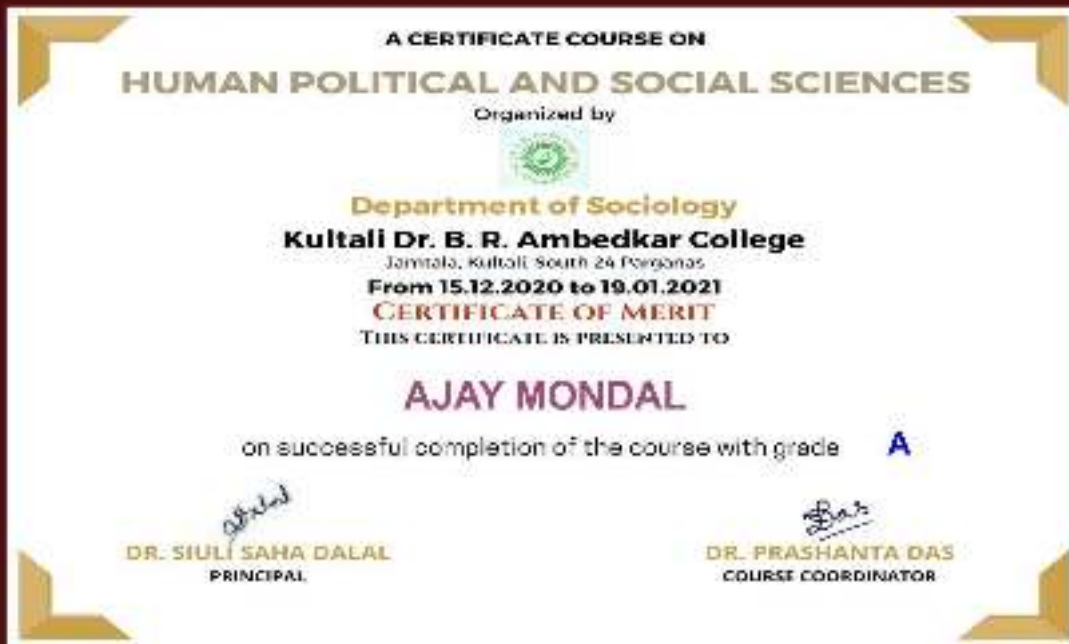 A CERTIFICATE COURSE ON
HUMAN POLITICAL AND SOCIAL SCIENCES
Organized by
Department of Sociology
Kultali Dr. B. R. Ambedkar College
Jamtala, Kultali, South 24 Parganas
From 15.12.2020 to 19.01.2021
CERTIFICATE OF MERIT
THIS CERTIFICATE IS PRESENTED TO
AJAY MONDAL
on successful completion of the course with grade A
Das
DR. SIULI SAHA DALAL DR. PRASHANTA DAS
PRINCIPAL COURSE COORDINATOR